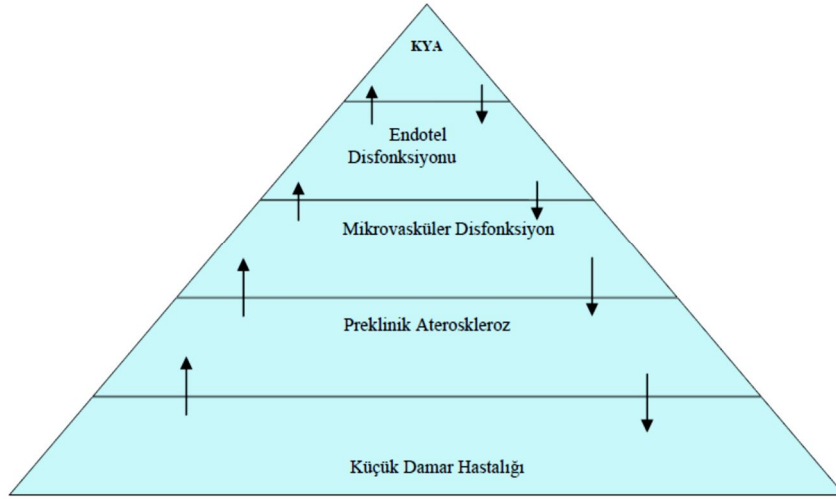 KYA
Endotel
Disfonksiyonu
Mikrovasküler Disfonksiyon
Preklinik Ateroskleroz
Küçük Damar Hastalığı